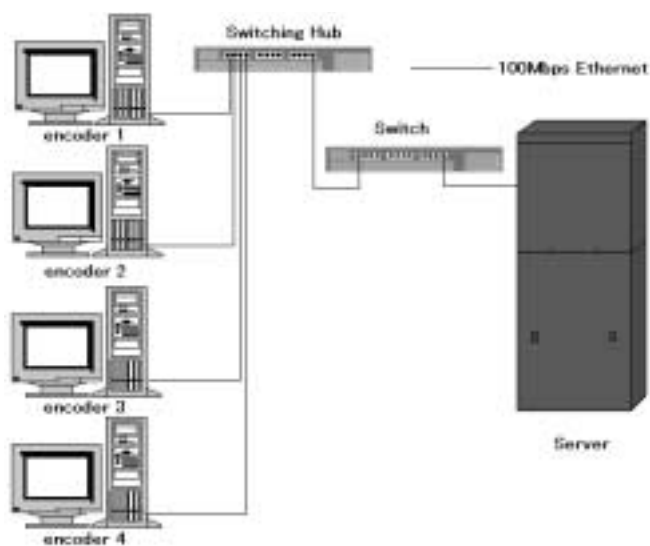 Switching Hub
100Mbps Ethernet
encoder 1
Switch
encoder 2
encoder 3
Server
encoder 4